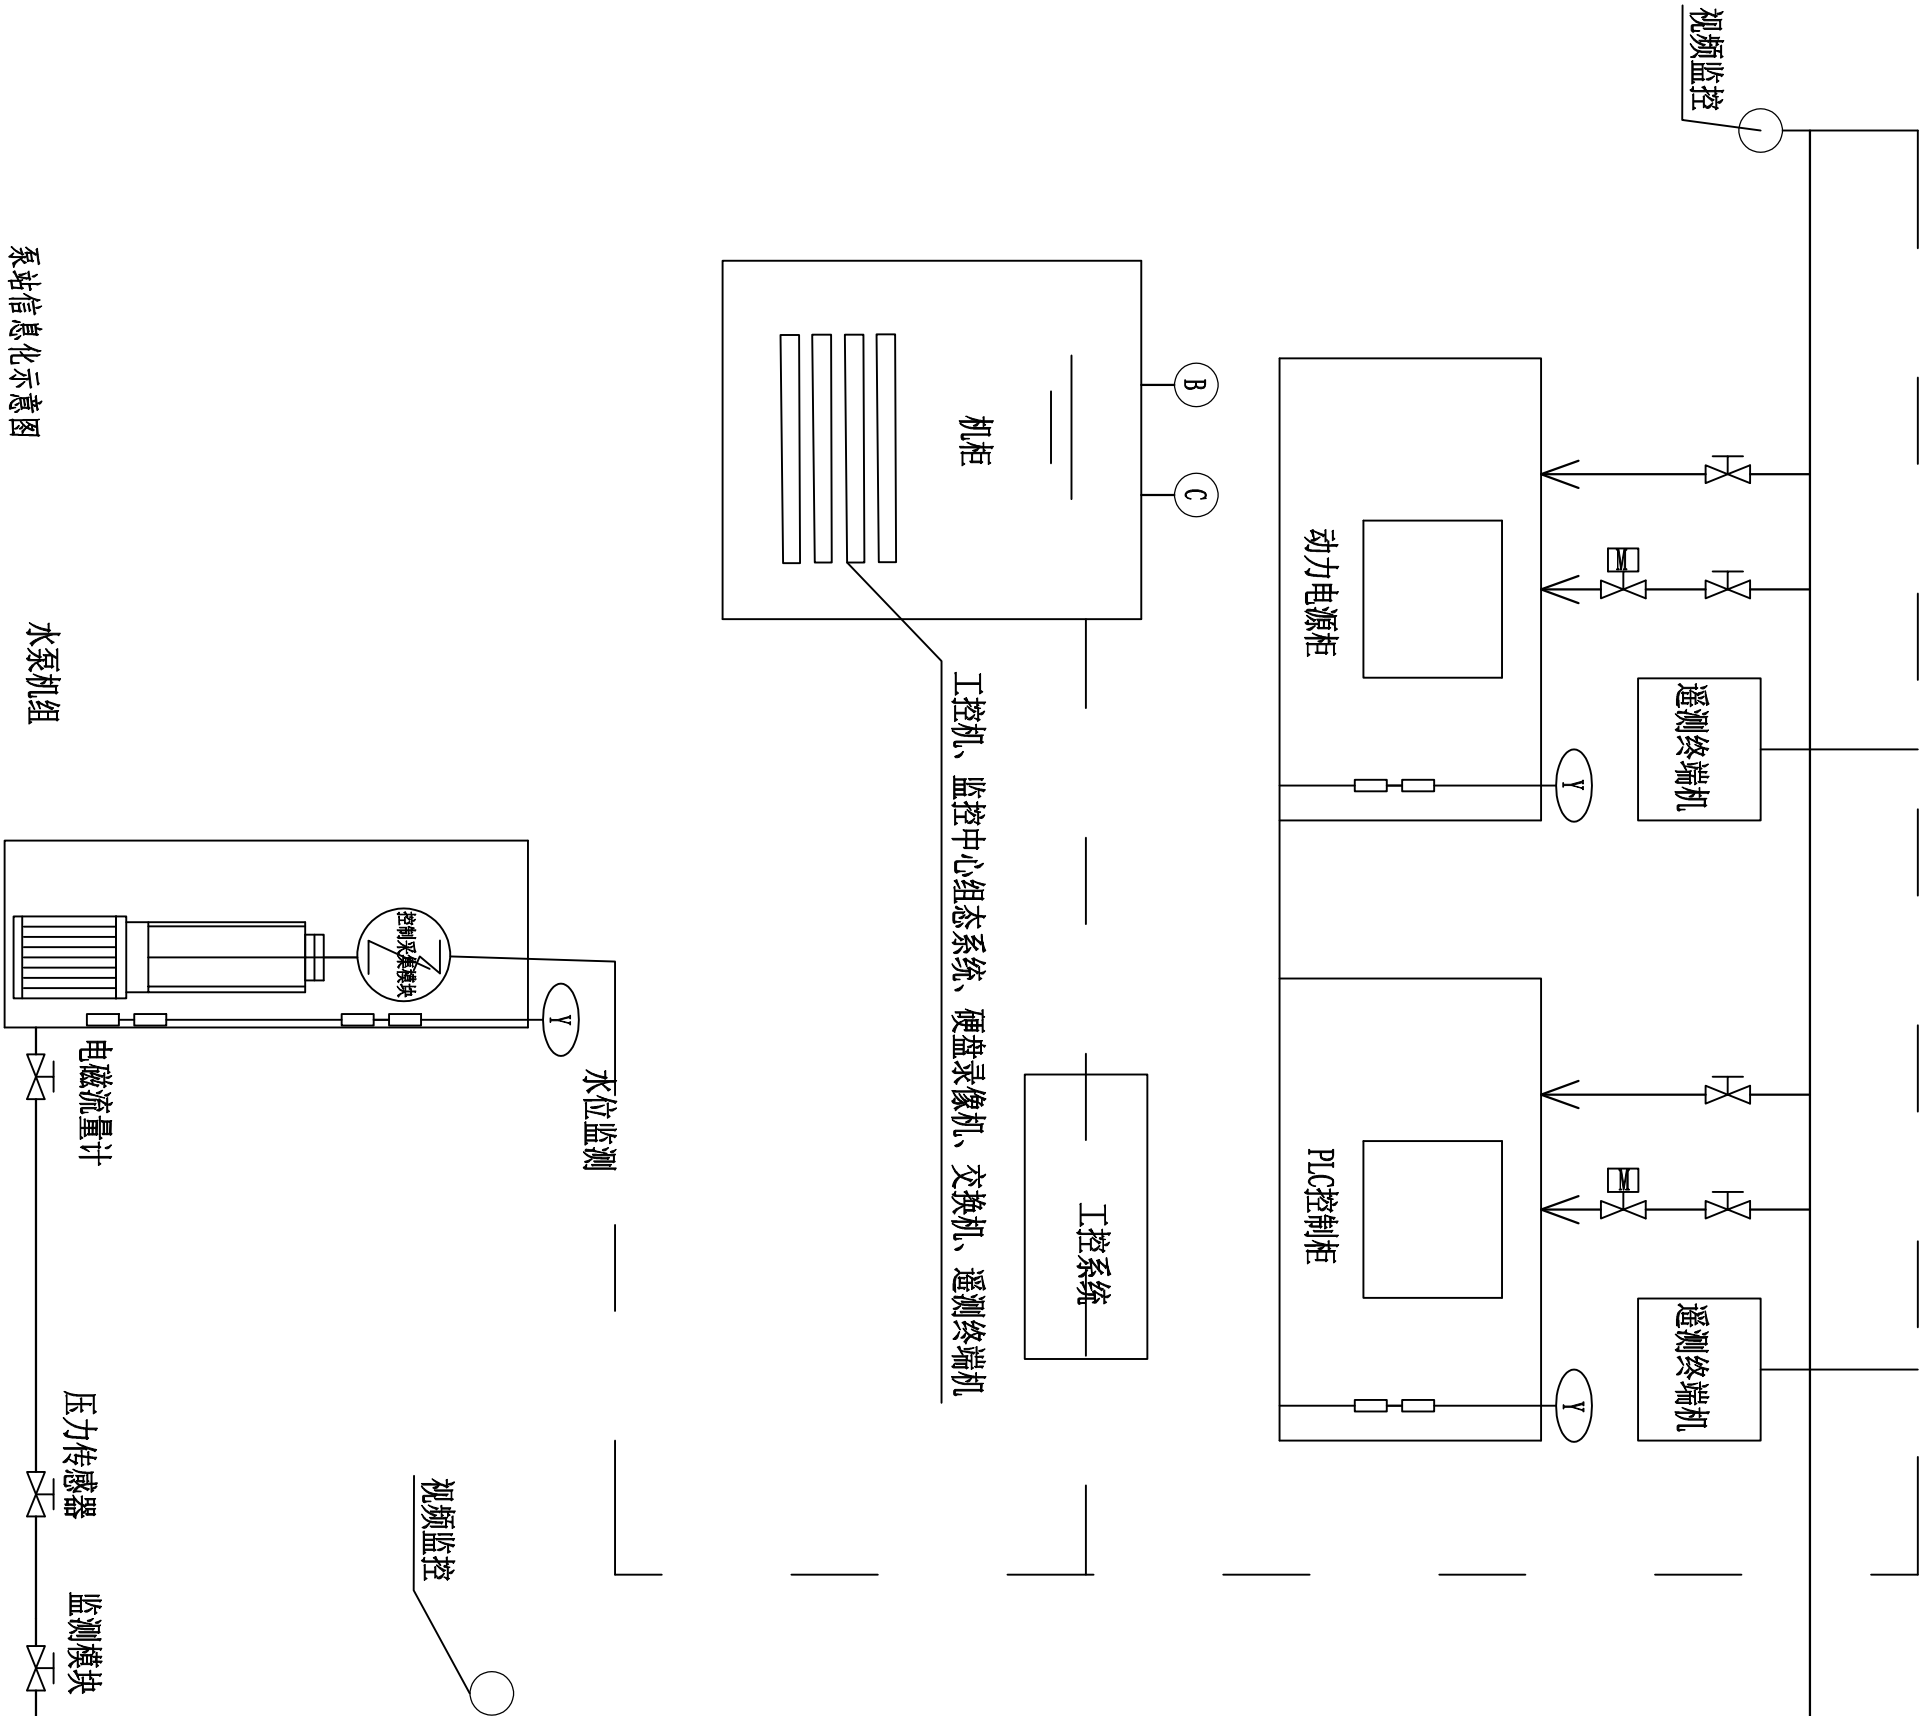 视频监控
遥测终端机
遥测终端机
M
M
Y
Y
动力电源柜
PLC控制柜
B
C
工控系统
机柜
工控机、监控中心组态系统、硬盘录像机、交换机、遥测终端机
水位监测
Y
视频监控
控制采集模块
电磁流量计
压力传感器
监测模块
水泵机组
泵站信息化示意图